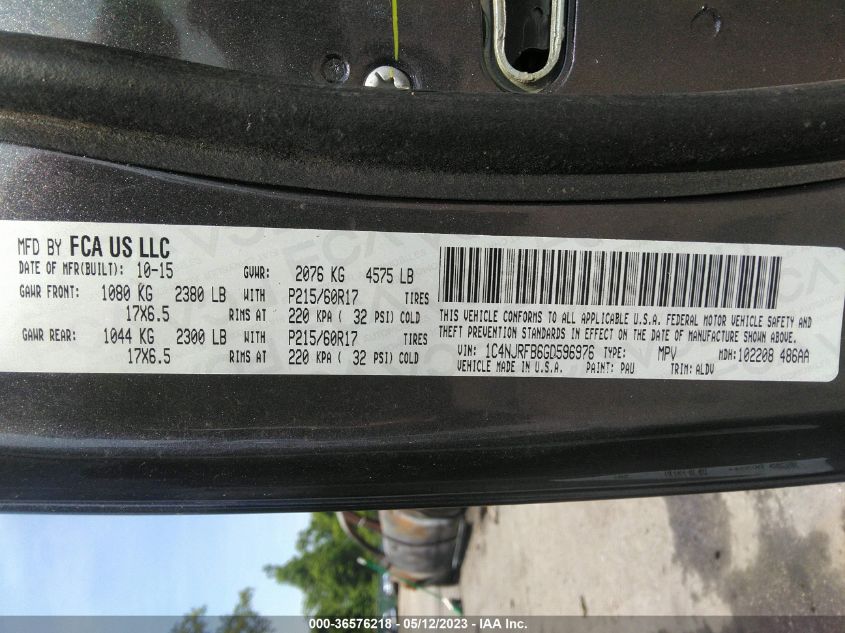 MFD BY FCA US LLC
DATE OF MFR(BUILT): 10-15 GVWR: 2076 KG 4575 LB
GAWR FRONT: 1080 KG 2380 LB WITH P215/60R17 TIRES
17X6.5 RIMS AT 220 KPA ( 32 PSI) COLD
GAWR REAR: 1044 KG 2300 LB WITH P215/60R17 TIRES
17X6.5 RIMS AT 220 KPA ( 32 PSI) COLD
THIS VEHICLE CONFORMS TO ALL APPLICABLE U.S.A. FEDERAL MOTOR VEHICLE SAFETY AND
THEFT PREVENTION STANDARDS IN EFFECT ON THE DATE OF MANUFACTURE SHOWN ABOVE.
VIN: 1C4NJRFB6GD596976 TYPE: MPV MDH: 102208 486AA
VEHICLE MADE IN U.S.A. PAINT: PAU TRIM: ALDV
000-36576218 - 05/12/2023 - IAA Inc.